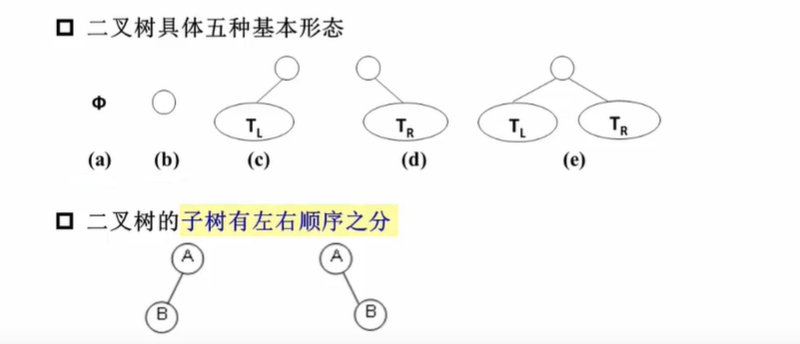 二叉树具体五种基本形态
Φ
T_L T_R T_L T_R
(a) (b) (c) (d) (e)
二叉树的子树有左右顺序之分
A A
B B